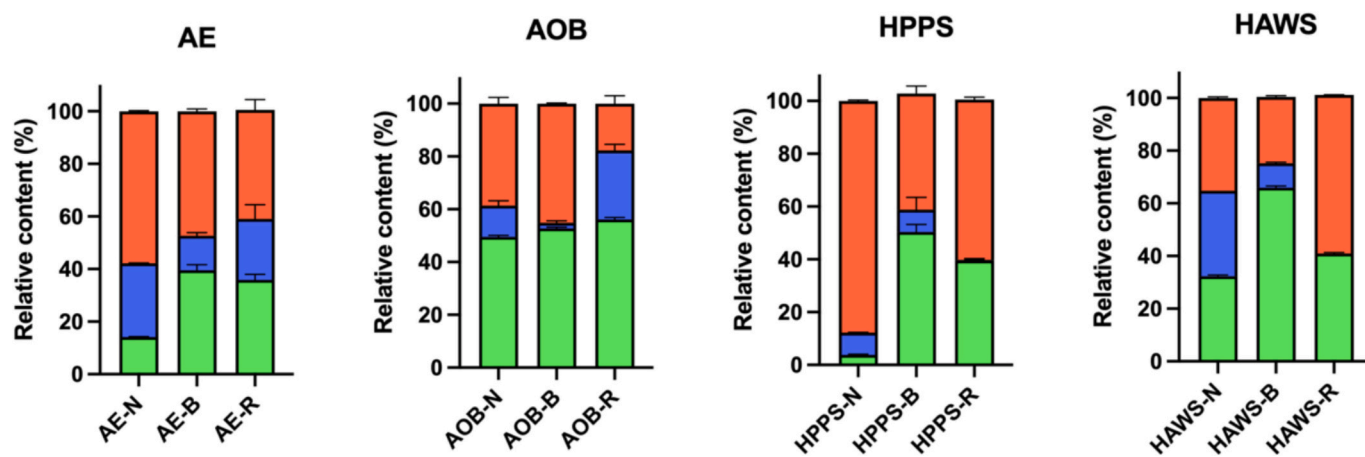 AE
Relative content (%)
100
80
60
40
20
0
AE-N
AE-B
AE-R
AOB
Relative content (%)
100
80
60
40
20
0
AOB-N
AOB-B
AOB-R
HPPS
Relative content (%)
100
80
60
40
20
0
HPPS-N
HPPS-B
HPPS-R
HAWS
Relative content (%)
100
80
60
40
20
0
HAWS-N
HAWS-B
HAWS-R